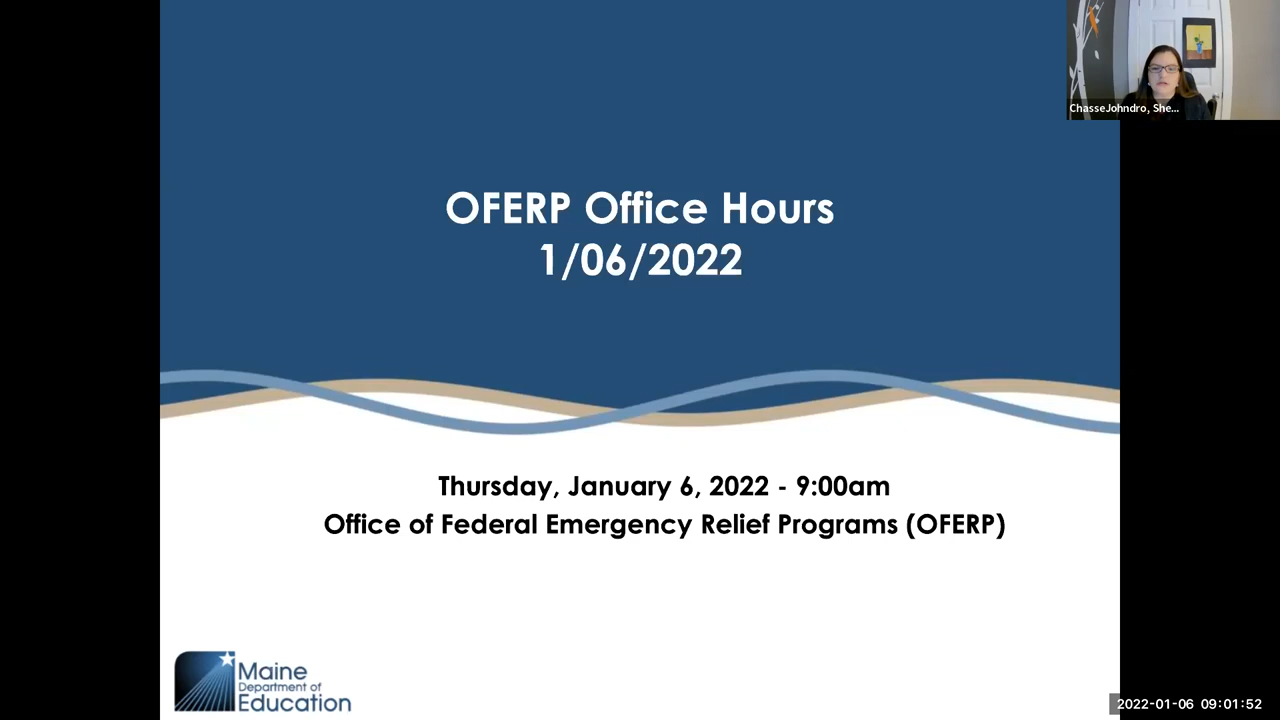 ChasseJohndro, She...
OFERP Office Hours
1/06/2022
Thursday, January 6, 2022 - 9:00am
Office of Federal Emergency Relief Programs (OFERP)
Maine
Department of
Education
2022-01-06 09:01:52